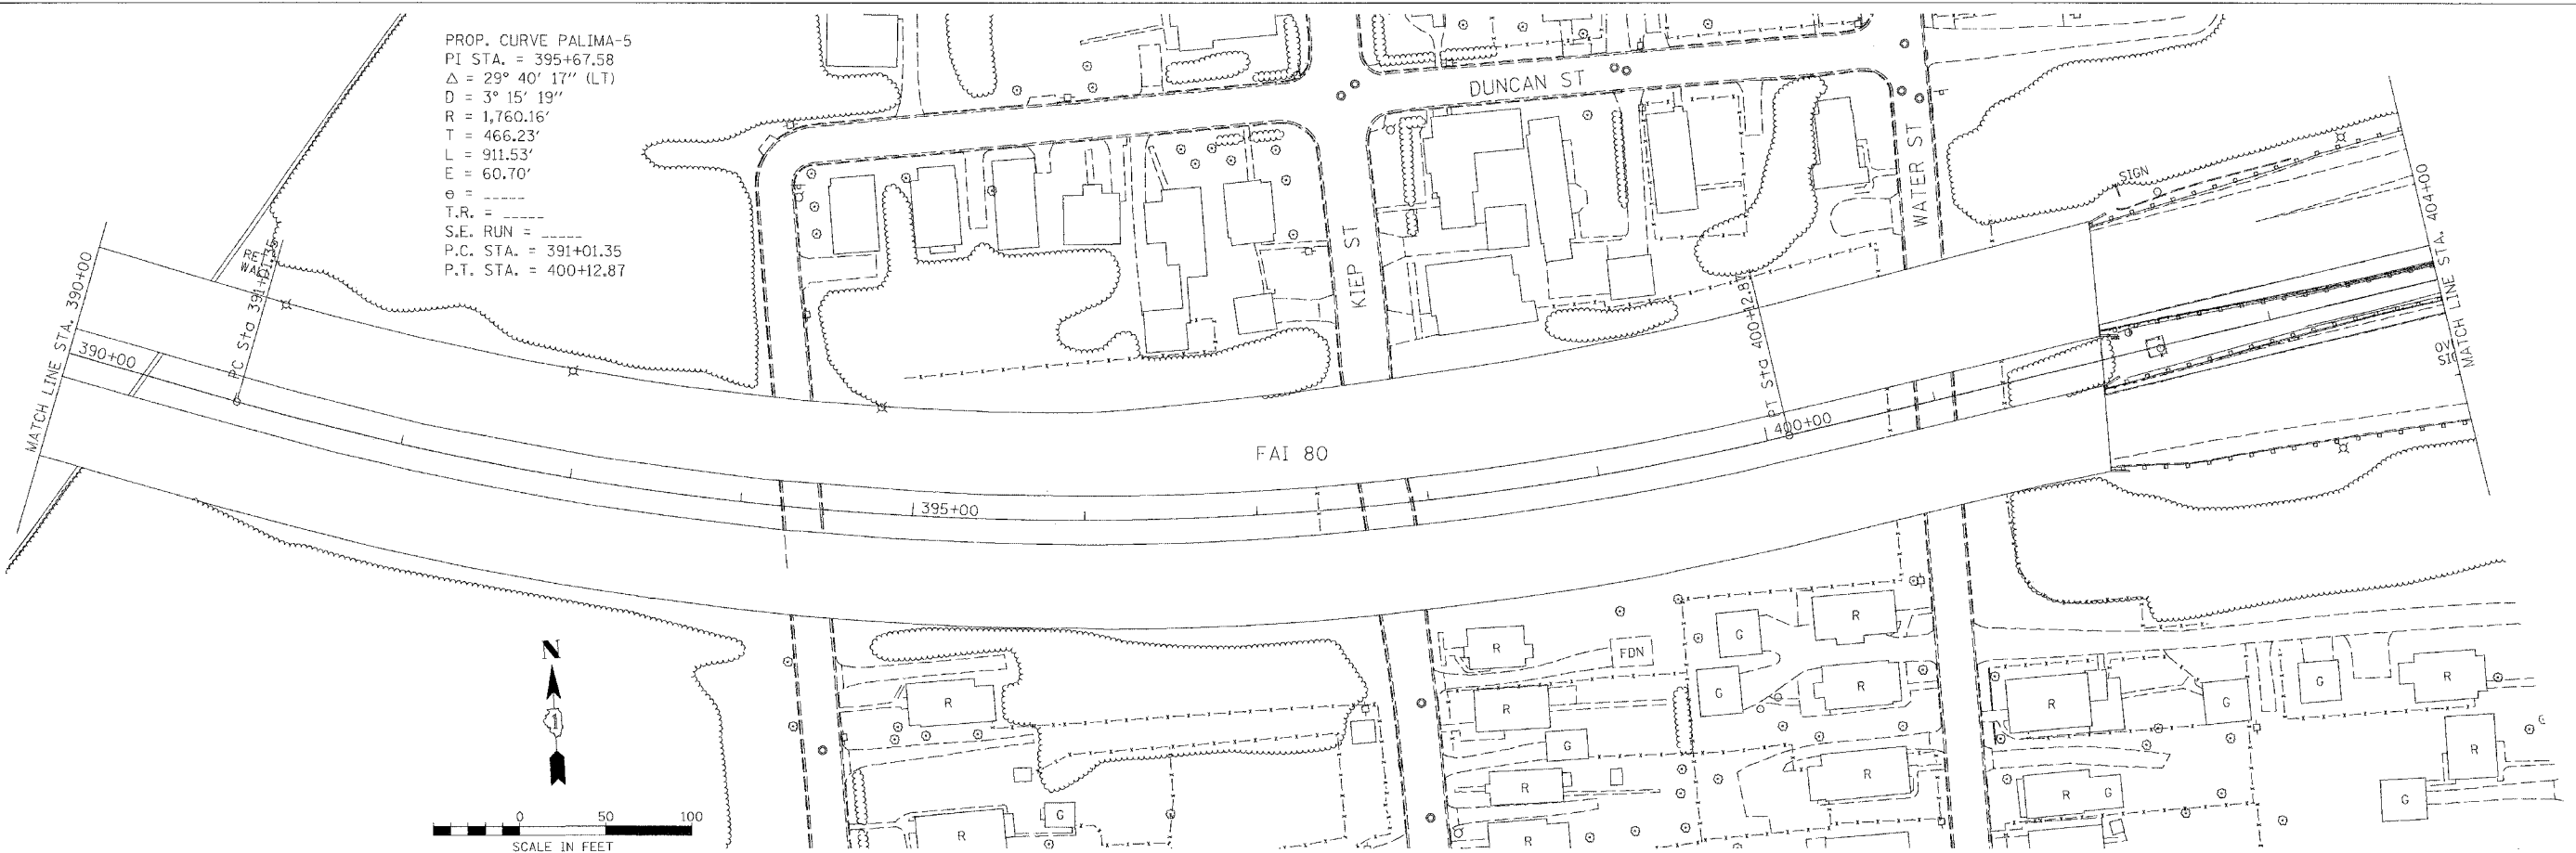 PROP. CURVE PALIMA-5
PI STA. = 395+67.58
Δ = 29° 40' 17" (LT)
D = 3° 15' 19"
R = 1,760.16'
T = 466.23'
L = 911.53'
E = 60.70'
e = _____
T.R. = _____
S.E. RUN = _____
P.C. STA. = 391+01.35
P.T. STA. = 400+12.87
DUNCAN ST
KIEP ST
WATER ST
SIGN
MATCH LINE STA. 390+00
390+00
PC Sta 391+01.35
FAI 80
395+00
PT Sta 400+12.87
400+00
MATCH LINE STA. 404+00
N
1
0 50 100
SCALE IN FEET
R
R
G
R
FDN
R
G
R
R
G
G
R
R
R
R
G
R
G
G
R
R
G